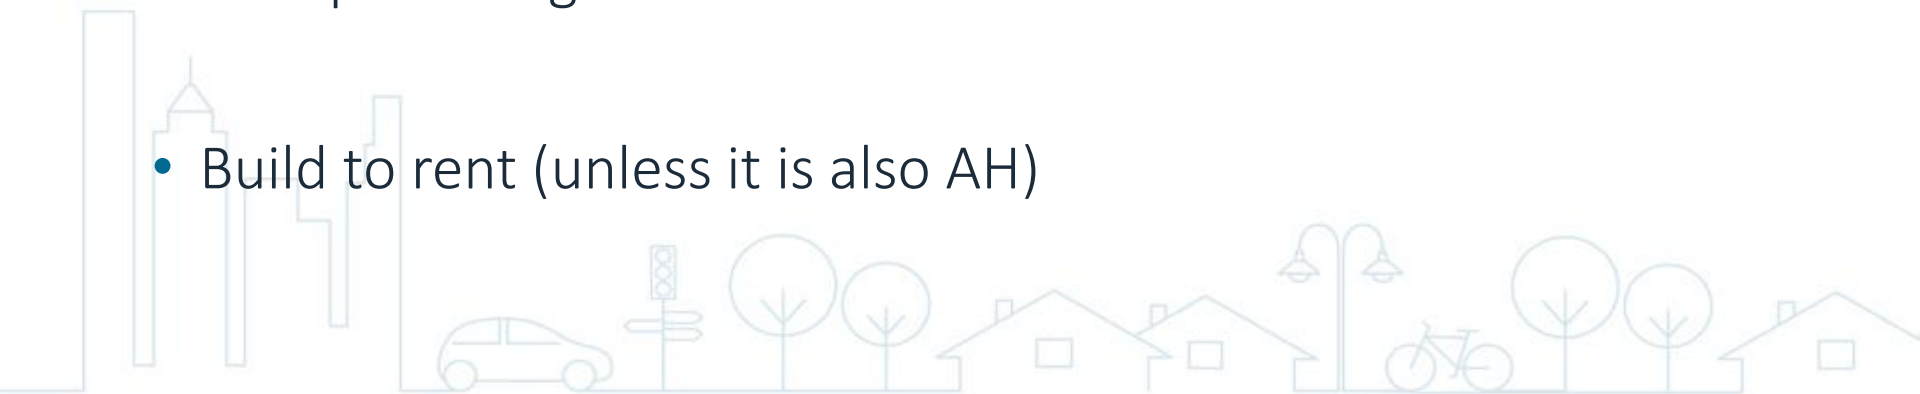 • Build to rent (unless it is also AH)